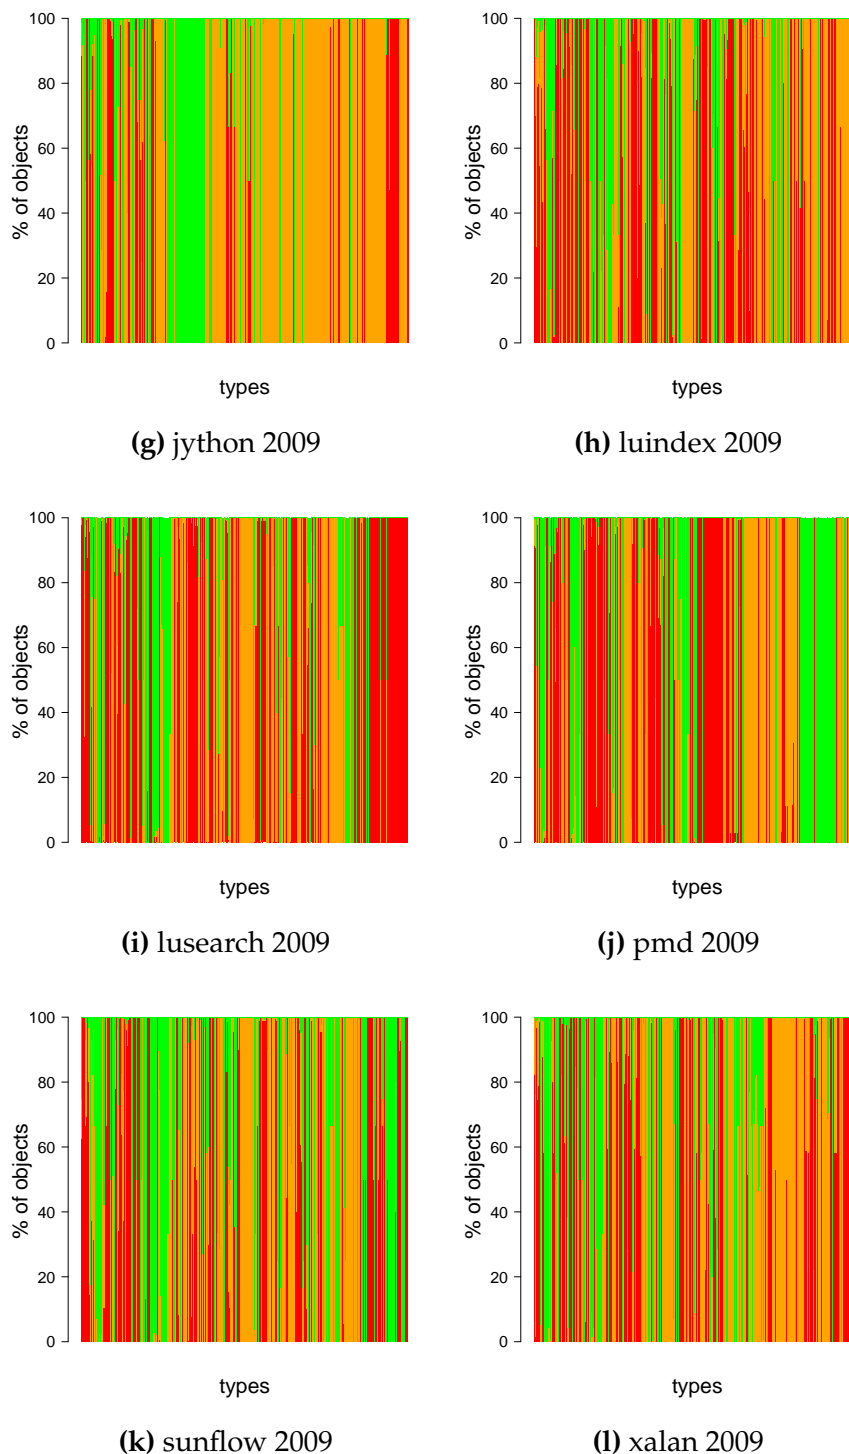 100
80
60
40
20
0
% of objects
types
(g) jython 2009
100
80
60
40
20
0
% of objects
types
(h) luindex 2009
100
80
60
40
20
0
% of objects
types
(i) lusearch 2009
100
80
60
40
20
0
% of objects
types
(j) pmd 2009
100
80
60
40
20
0
% of objects
types
(k) sunflow 2009
100
80
60
40
20
0
% of objects
types
(l) xalan 2009